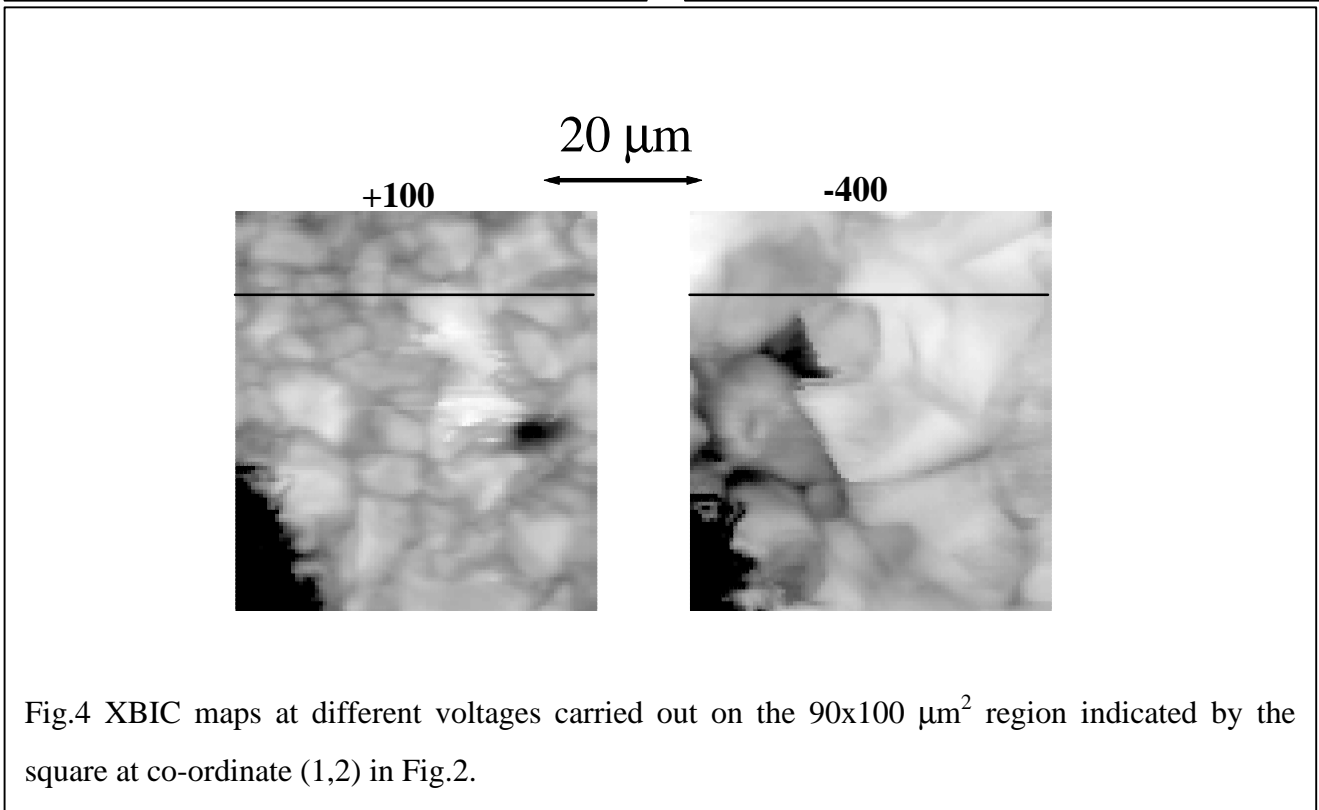 20 μm
+100
-400
Fig.4 XBIC maps at different voltages carried out on the 90x100 μm² region indicated by the
square at co-ordinate (1,2) in Fig.2.